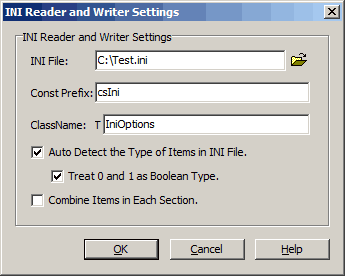 INI Reader and Writer Settings
INI Reader and Writer Settings
INI File: C:\Test.ini
Const Prefix: csIni
ClassName: T IniOptions
Auto Detect the Type of Items in INI File.
Treat 0 and 1 as Boolean Type.
Combine Items in Each Section.
OK Cancel Help